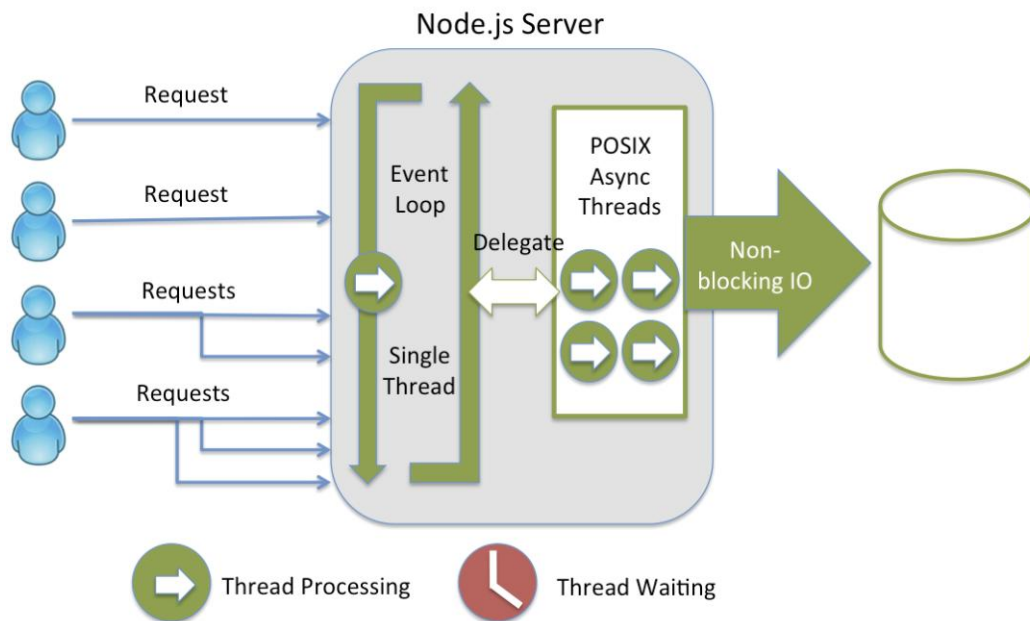 Node.js Server
Request
Request
Requests
Requests
Event
Loop
Single
Thread
Delegate
POSIX
Async
Threads
Non-
blocking IO
Thread Processing
Thread Waiting